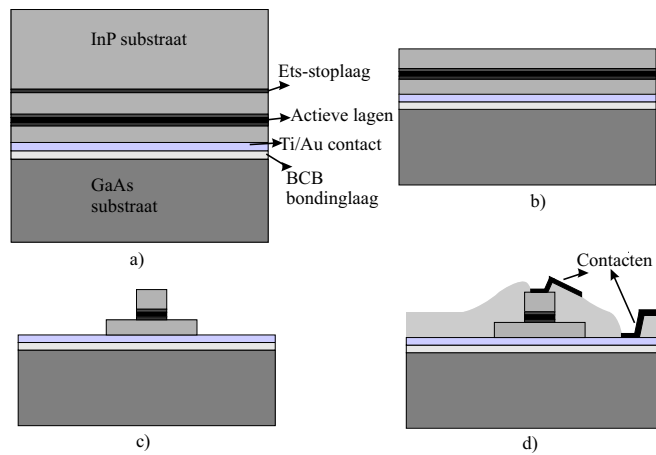 InP substraat
Ets-stoplaag
Actieve lagen
Ti/Au contact
BCB
bondinglaag
GaAs
substraat
a)
b)
Contacten
c)
d)